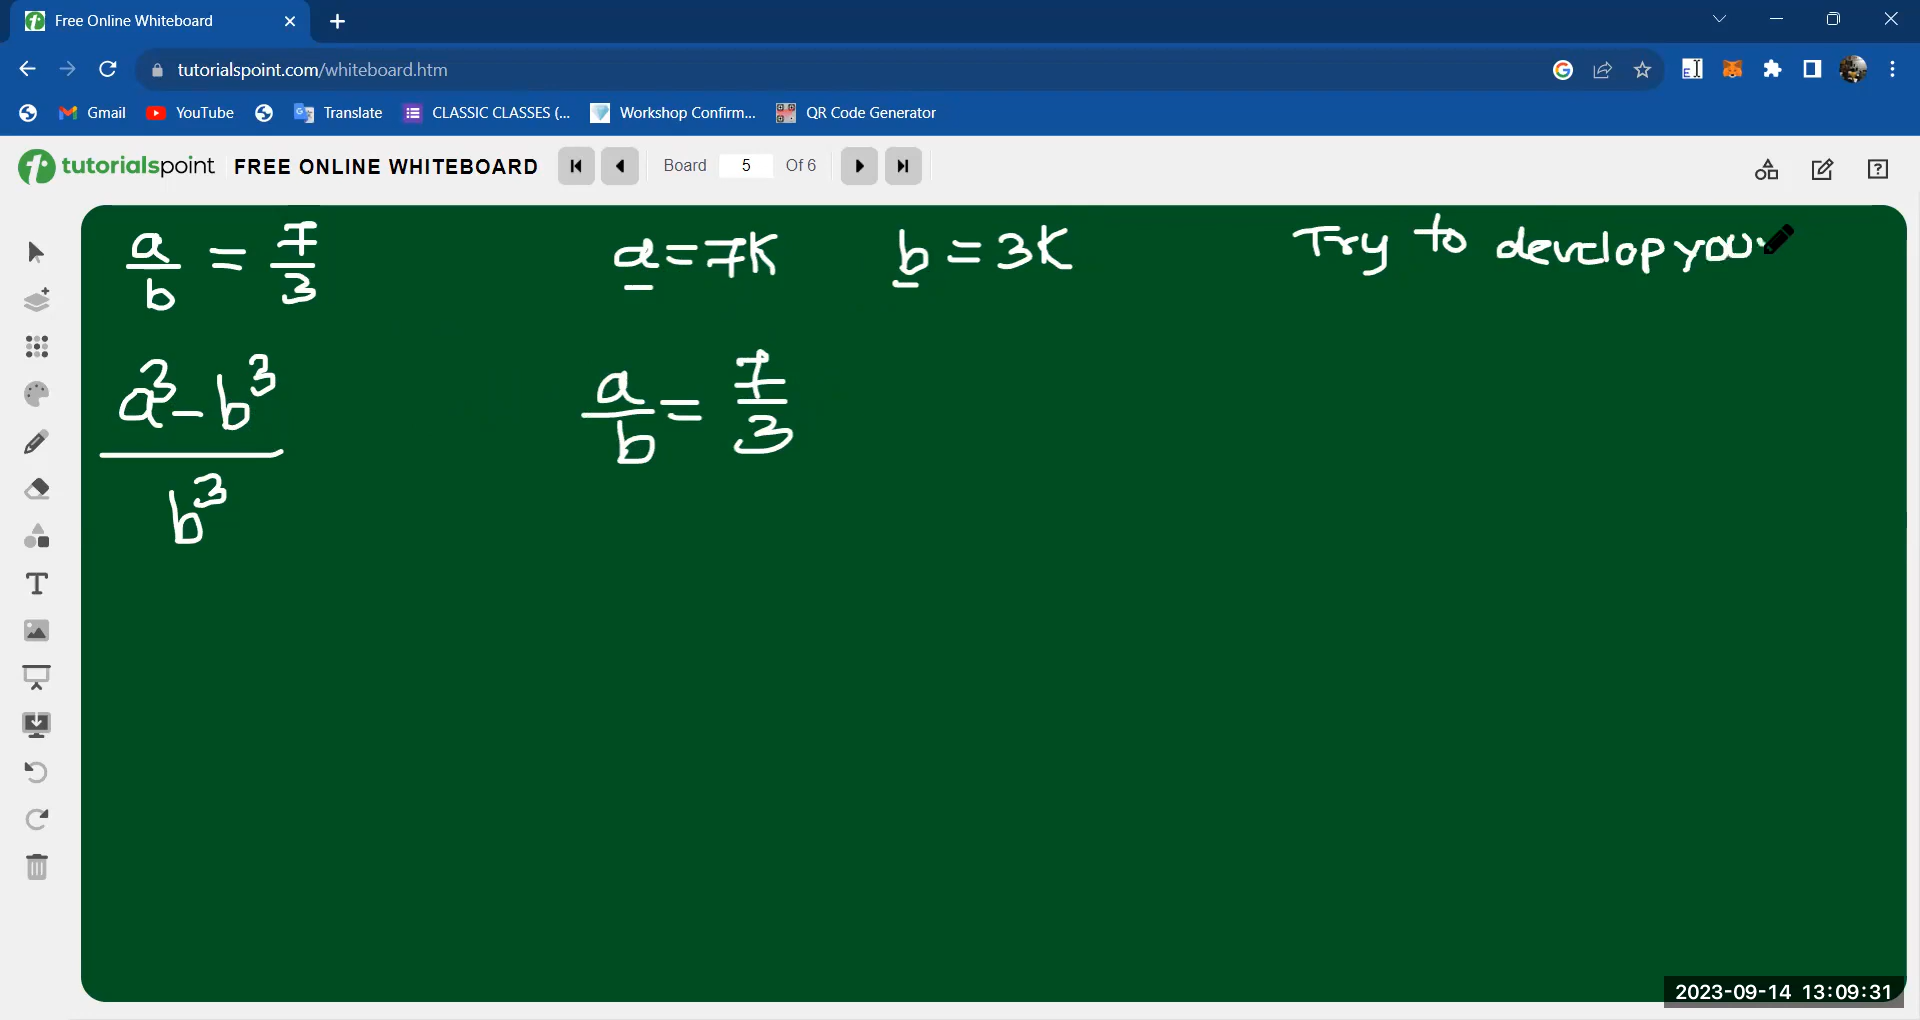 Free Online Whiteboard
tutorialspoint.com/whiteboard.htm
Gmail YouTube Translate CLASSIC CLASSES (... Workshop Confirm... QR Code Generator
tutorialspoint FREE ONLINE WHITEBOARD Board 5 Of 6
a/b = 7/3 a = 7K b = 3K Try to develop your
a³ - b³ / b³ a/b = 7/3
2023-09-14 13:09:31